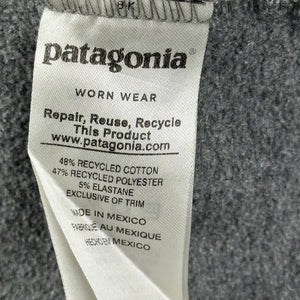 patagonia®
WORN WEAR
Repair, Reuse, Recycle
This Product
www.patagonia.com
48% RECYCLED COTTON
47% RECYCLED POLYESTER
5% ELASTANE
EXCLUSIVE OF TRIM
MADE IN MEXICO
FABRIQUÉ AU MEXIQUE
HECHO EN MÉXICO